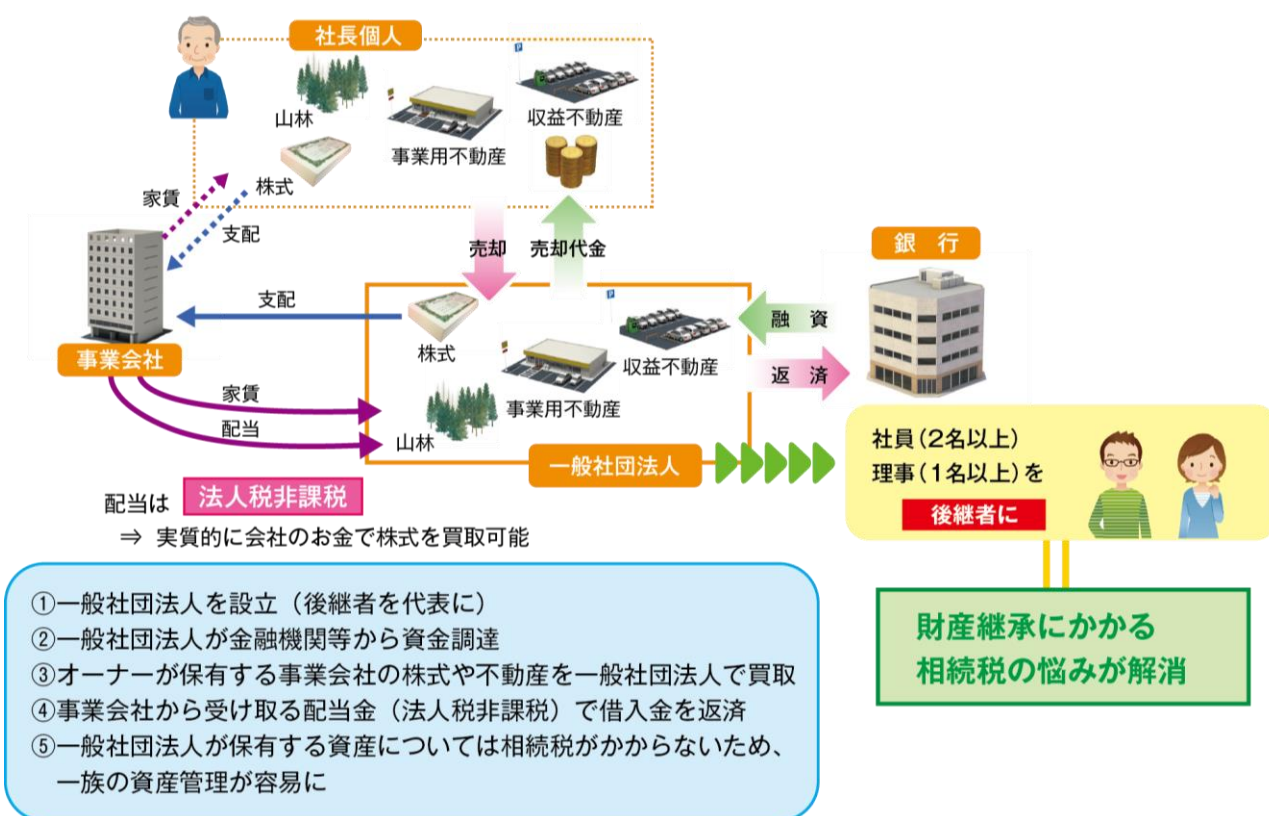 社長個人
山林
事業用不動産
収益不動産
株式
家賃
支配
売却
売却代金
銀 行
支配
融 資
返 済
株式
収益不動産
事業用不動産
山林
事業会社
家賃
配当
一般社団法人
社員(2名以上)
理事(1名以上)を
後継者に
配当は 法人税非課税
⇒ 実質的に会社のお金で株式を買取可能
①一般社団法人を設立(後継者を代表に)
②一般社団法人が金融機関等から資金調達
③オーナーが保有する事業会社の株式や不動産を一般社団法人で買取
④事業会社から受け取る配当金(法人税非課税)で借入金を返済
⑤一般社団法人が保有する資産については相続税がかからないため、
一族の資産管理が容易に
財産継承にかかる
相続税の悩みが解消